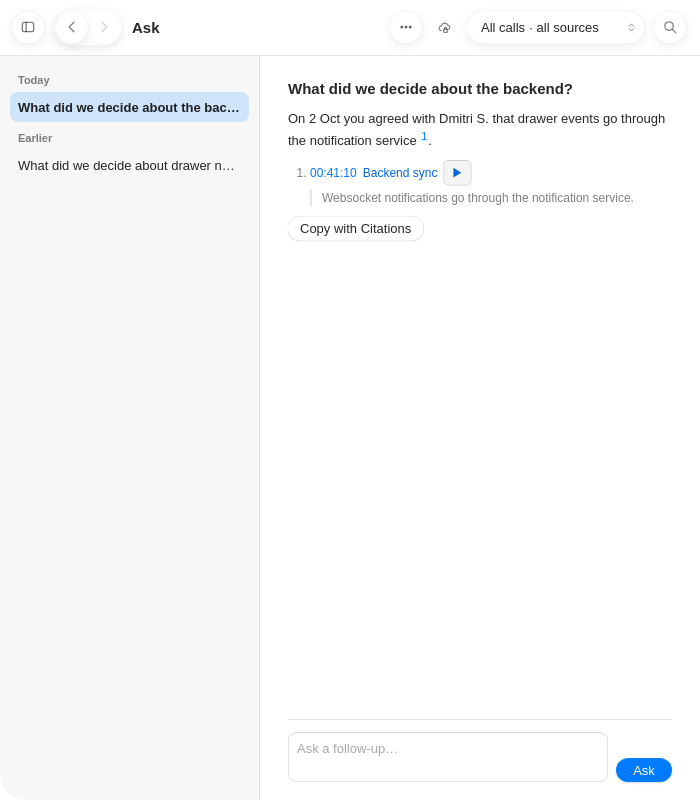 Ask
All calls · all sources
Today
What did we decide about the bac…
Earlier
What did we decide about drawer n…
What did we decide about the backend?
On 2 Oct you agreed with Dmitri S. that drawer events go through
the notification service 1.
1. 00:41:10 Backend sync
Websocket notifications go through the notification service.
Copy with Citations
Ask a follow-up…
Ask